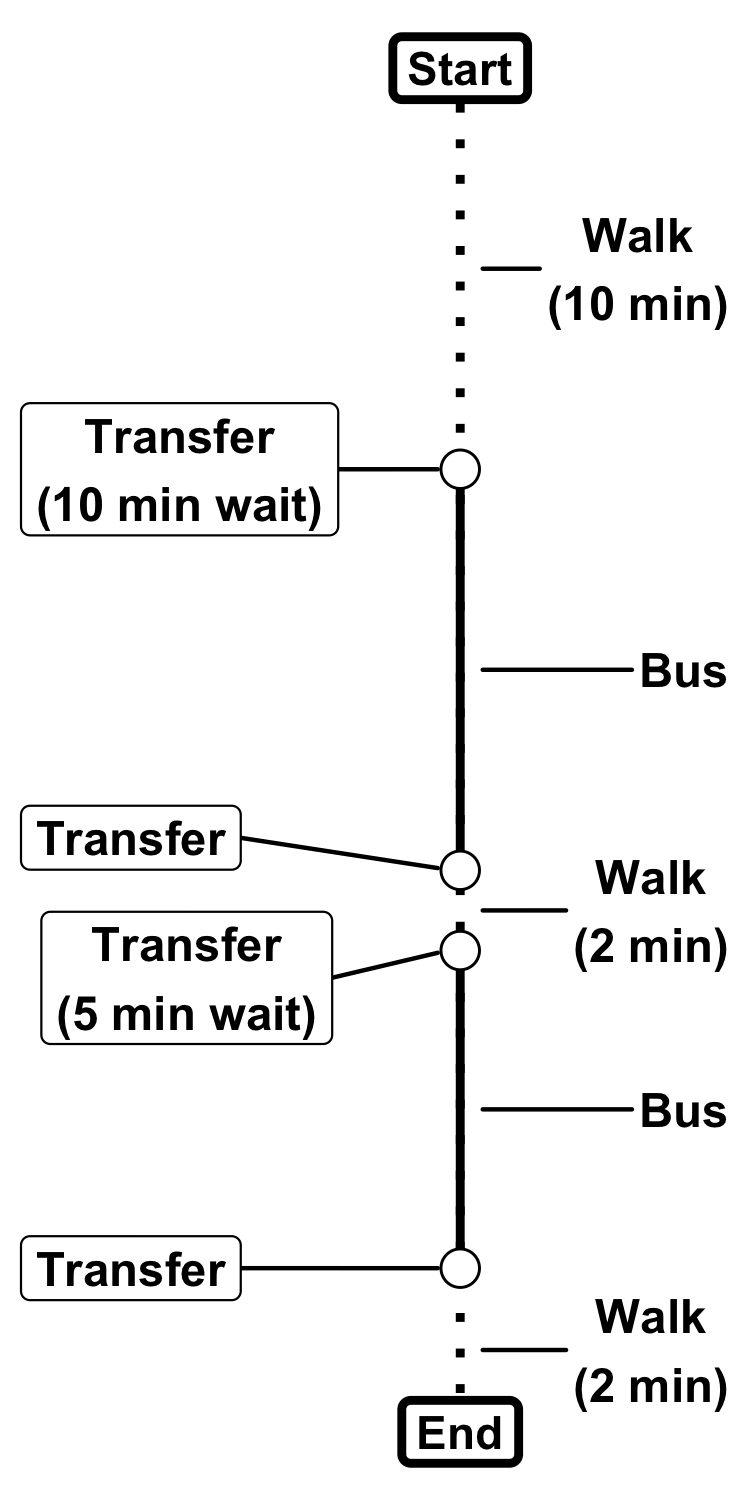 Start
Walk
(10 min)
Transfer
(10 min wait)
Bus
Transfer
Walk
(2 min)
Transfer
(5 min wait)
Bus
Transfer
Walk
(2 min)
End